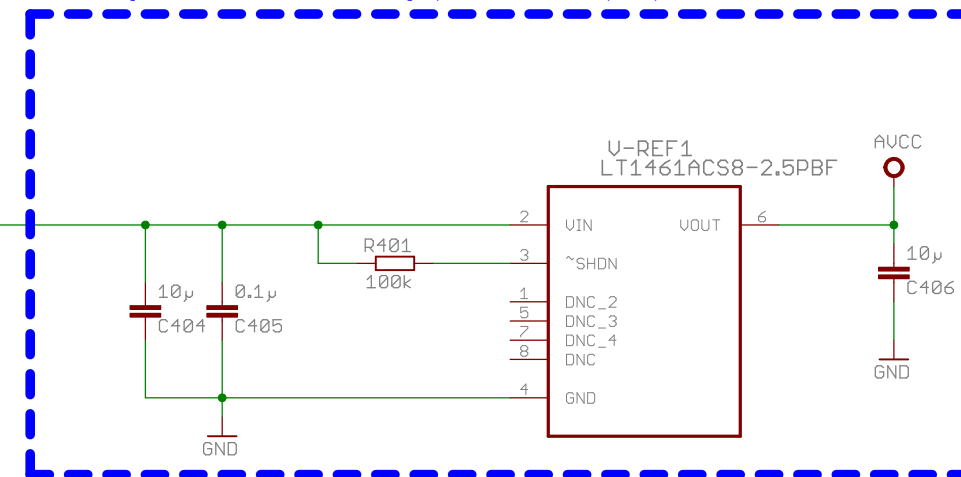 AVCC
V-REF1
LT1461ACS8-2.5PBF
2
VIN
VOUT
6
R401
100k
3
~SHDN
10µ
C406
10µ
C404
0.1µ
C405
1
DNC_2
5
DNC_3
7
DNC_4
8
DNC
4
GND
GND
GND